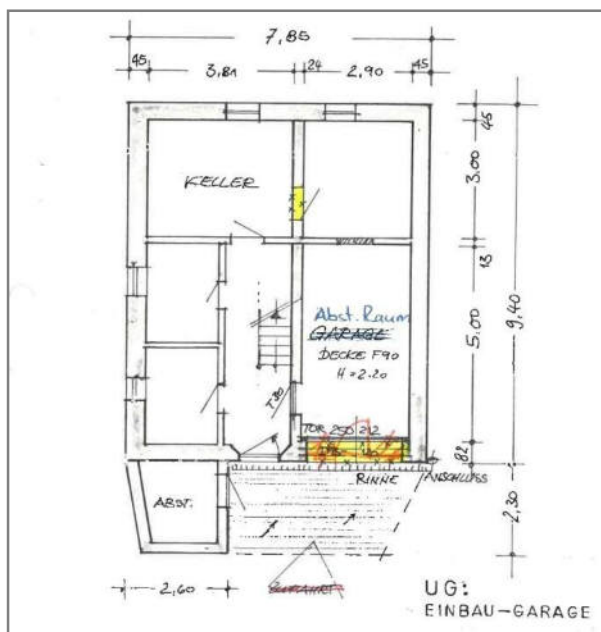 7,85
45
3.81
24
2.90
45
KELLER
45
3.00
13
5.00
9.40
Abst. Raum
GARAGE
DECKE F90
H = 2.20
T30
TOR 250/212
82
RINNE
ANSCHLUSS
ABST.
2,30
2,60
UG:
EINBAU-GARAGE